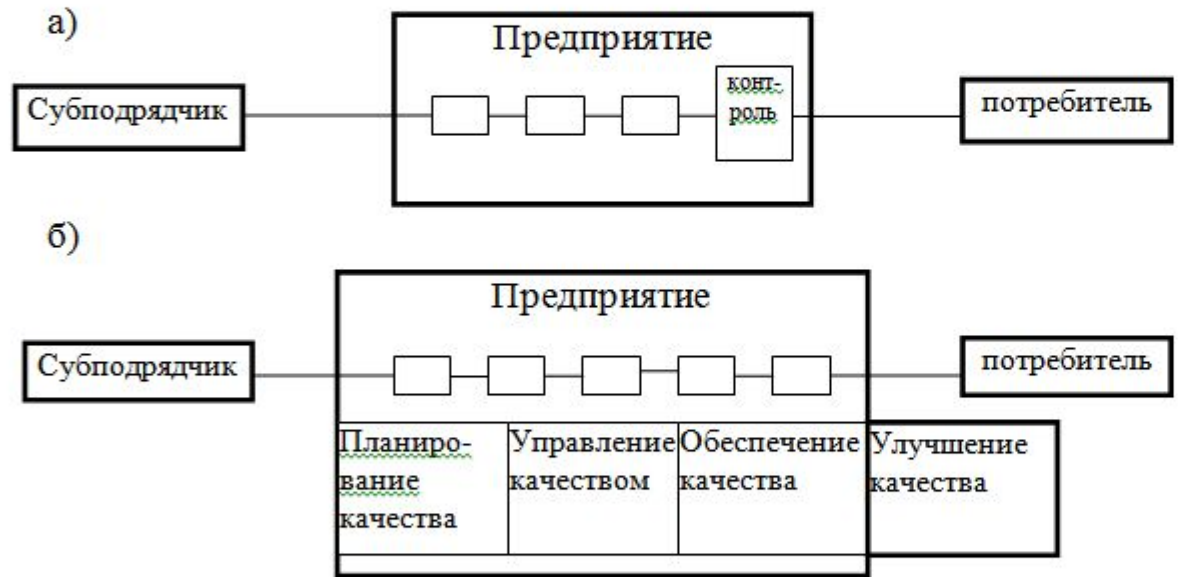 а)
Предприятие
Субподрядчик
конт-
роль
потребитель
б)
Предприятие
Субподрядчик
потребитель
Планиро-
вание
качества
Управление
качеством
Обеспечение
качества
Улучшение
качества